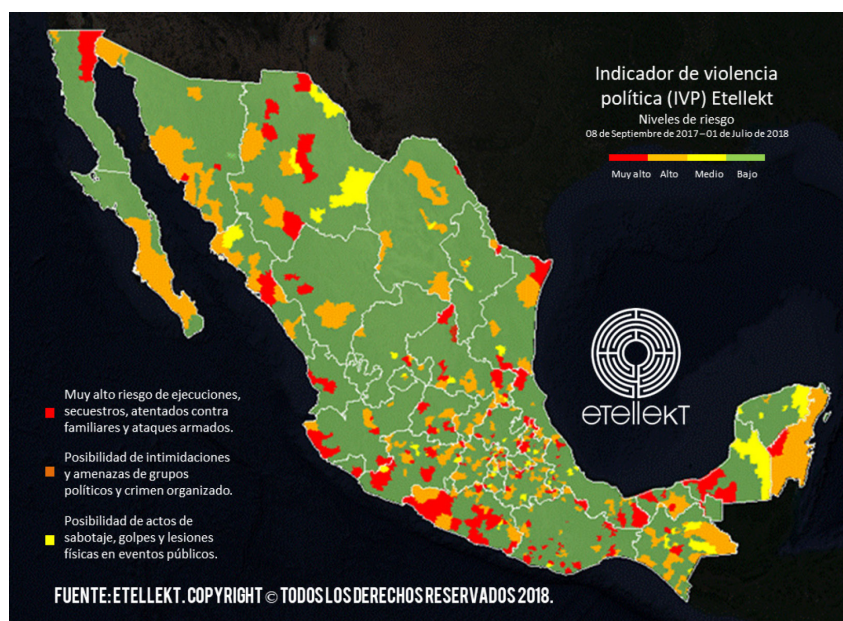 Indicador de violencia
política (IVP) Etellekt
Niveles de riesgo
08 de Septiembre de 2017 – 01 de Julio de 2018
Muy alto Alto Medio Bajo
etellekt
Muy alto riesgo de ejecuciones,
secuestros, atentados contra
familiares y ataques armados.
Posibilidad de intimidaciones
y amenazas de grupos
políticos y crimen organizado.
Posibilidad de actos de
sabotaje, golpes y lesiones
físicas en eventos públicos.
FUENTE: ETELLEKT. COPYRIGHT © TODOS LOS DERECHOS RESERVADOS 2018.